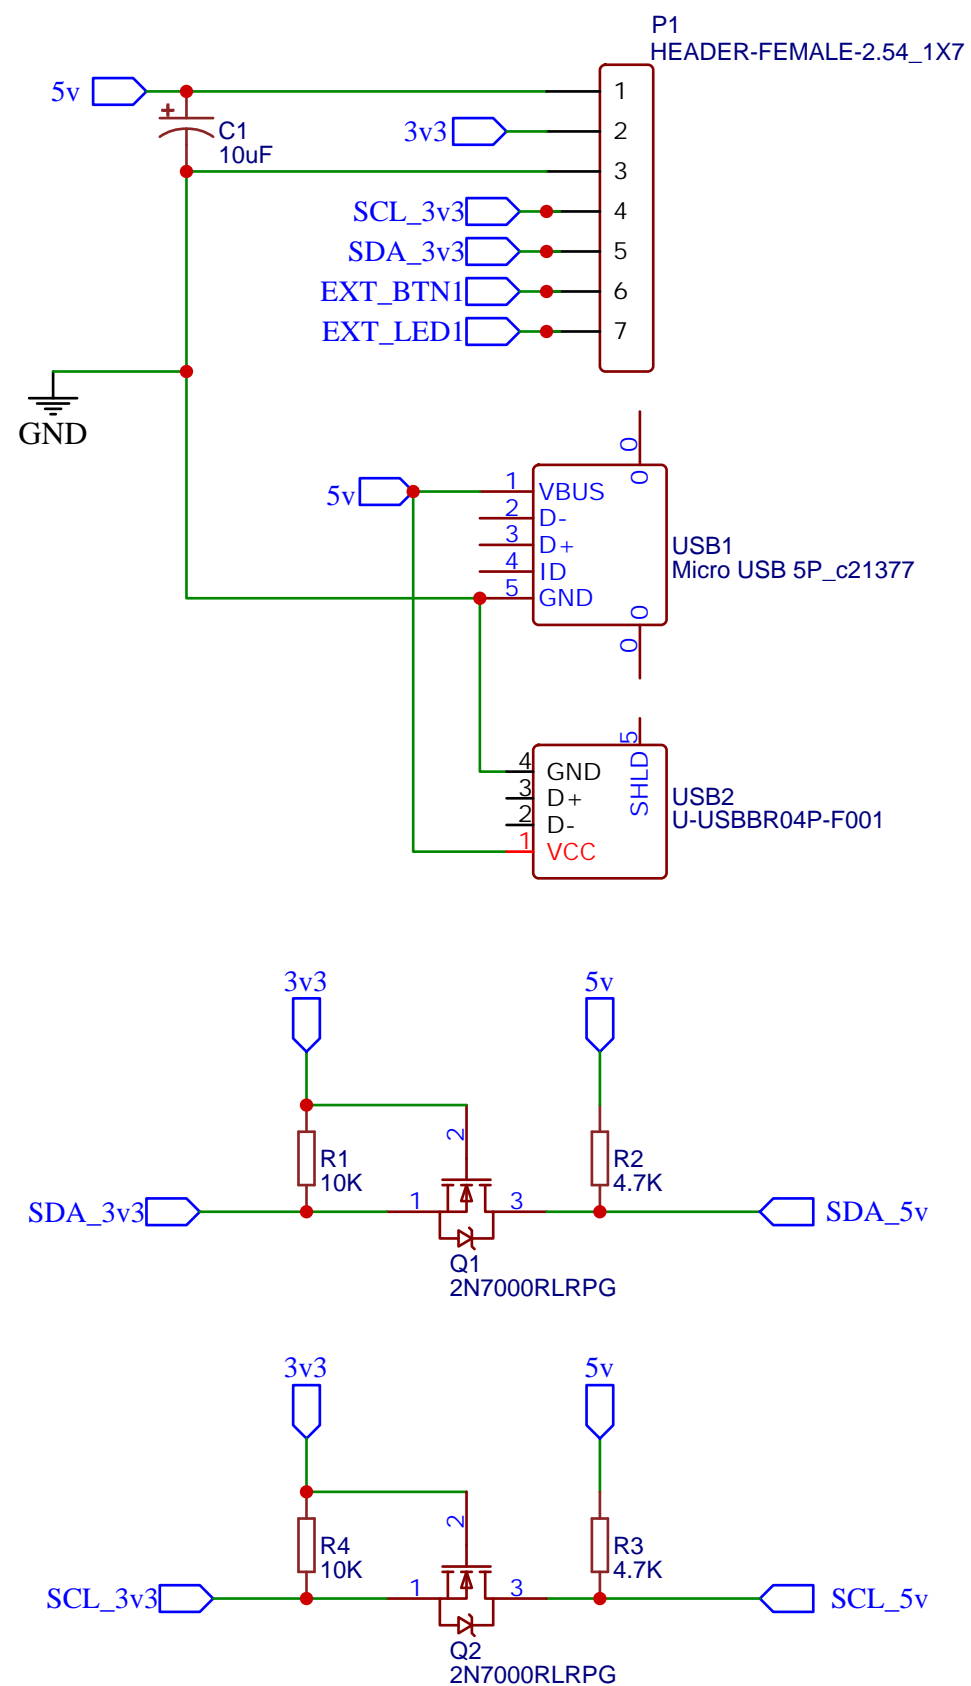 P1
HEADER-FEMALE-2.54_1X7
5v
1
C1
10uF
3v3
2
3
SCL_3v3
4
SDA_3v3
5
EXT_BTN1
6
EXT_LED1
7
GND
0
0
5v
1
VBUS
2
D-
3
D+
4
ID
5
GND
USB1
Micro USB 5P_c21377
0
0
5
SHLD
4
GND
3
D+
2
D-
1
VCC
USB2
U-USBBR04P-F001
3v3
5v
2
R1
10K
R2
4.7K
SDA_3v3
1
3
SDA_5v
Q1
2N7000RLRPG
3v3
5v
2
R4
10K
R3
4.7K
SCL_3v3
1
3
SCL_5v
Q2
2N7000RLRPG